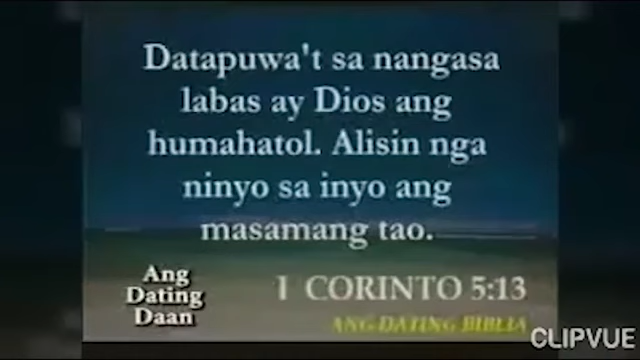 Datapuwa't sa nangasa
labas ay Dios ang
humahatol. Alisin nga
ninyo sa inyo ang
masamang tao.
Ang
Dating
Daan
1 CORINTO 5:13
ANG DATING BIBLIA
CLIPVUE